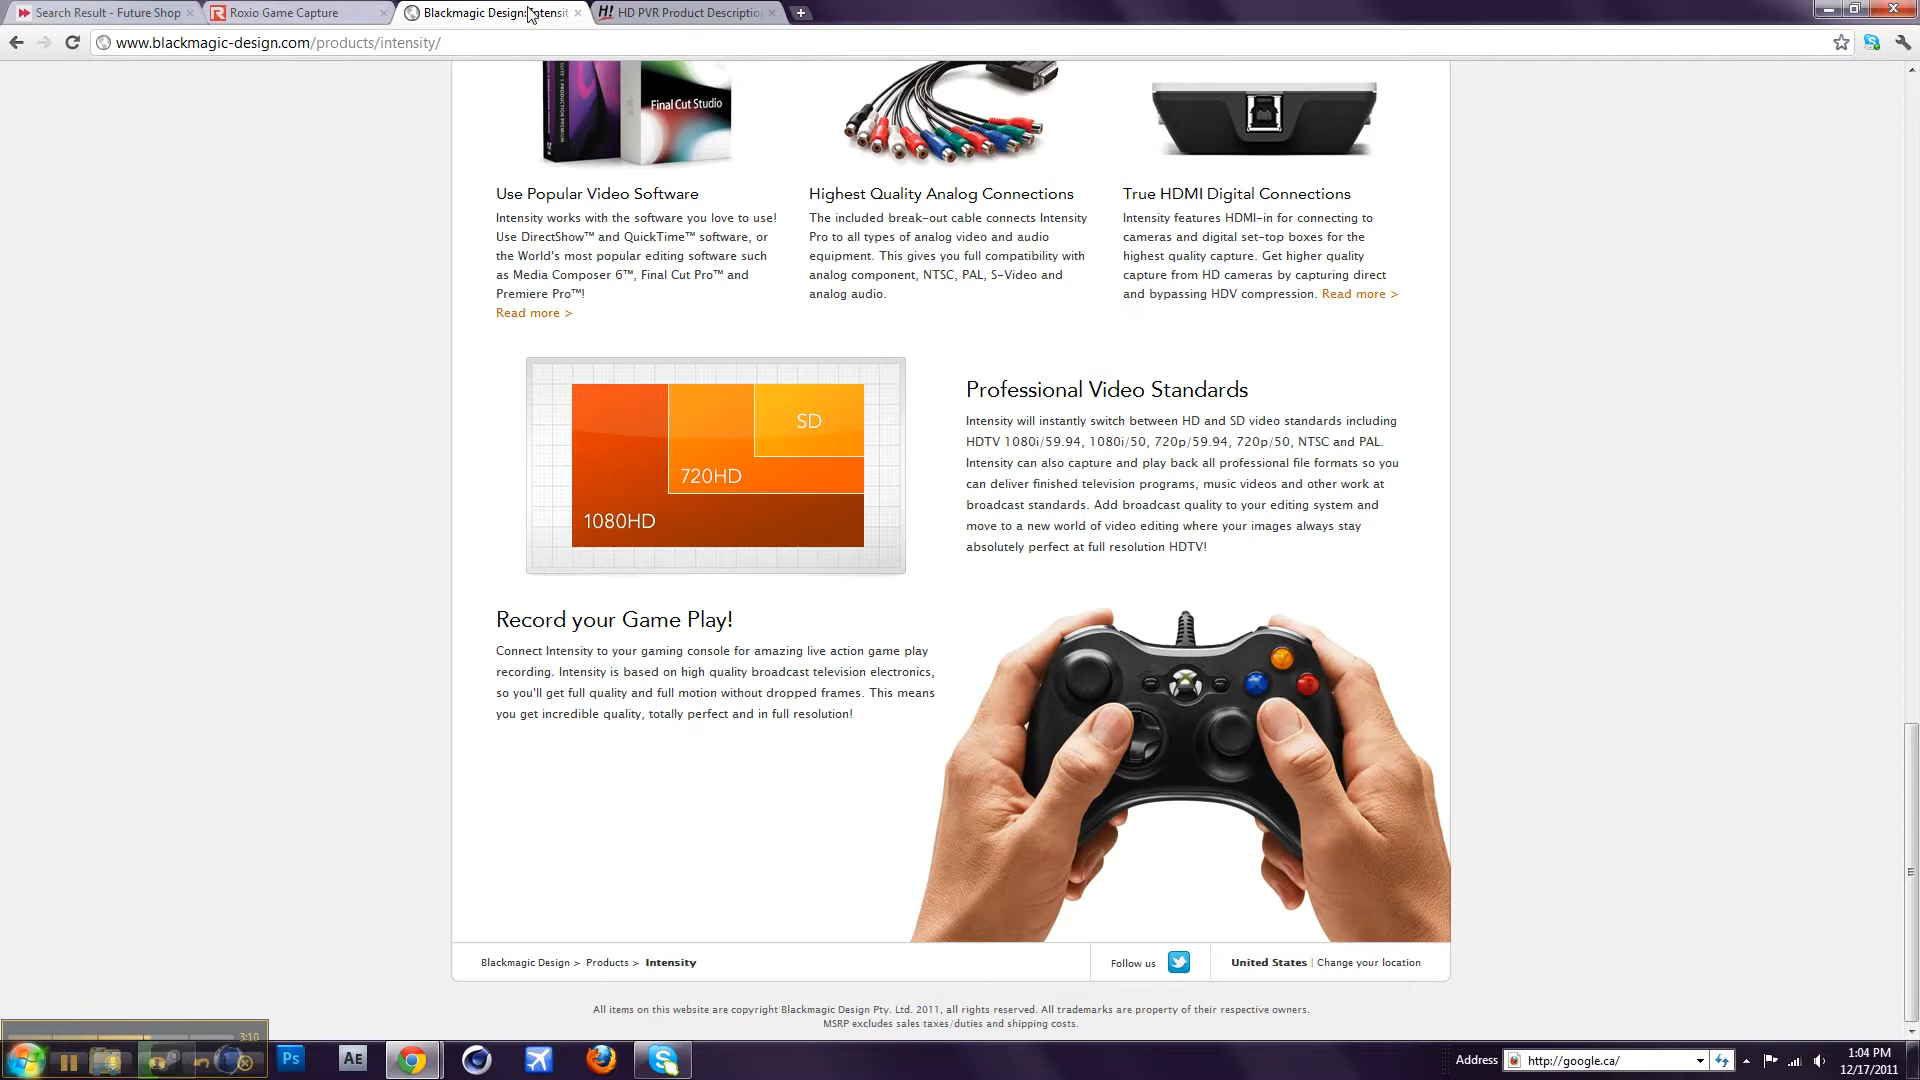 Search Result - Future Shop
Roxio Game Capture
Blackmagic Design: Intensit
H! HD PVR Product Descriptio
www.blackmagic-design.com/products/intensity/
Final Cut Studio
Use Popular Video Software
Intensity works with the software you love to use!
Use DirectShow™ and QuickTime™ software, or
the World's most popular editing software such
as Media Composer 6™, Final Cut Pro™ and
Premiere Pro™!
Read more >
Highest Quality Analog Connections
The included break-out cable connects Intensity
Pro to all types of analog video and audio
equipment. This gives you full compatibility with
analog component, NTSC, PAL, S-Video and
analog audio.
True HDMI Digital Connections
Intensity features HDMI-in for connecting to
cameras and digital set-top boxes for the
highest quality capture. Get higher quality
capture from HD cameras by capturing direct
and bypassing HDV compression. Read more >
SD
720HD
1080HD
Professional Video Standards
Intensity will instantly switch between HD and SD video standards including
HDTV 1080i/59.94, 1080i/50, 720p/59.94, 720p/50, NTSC and PAL.
Intensity can also capture and play back all professional file formats so you
can deliver finished television programs, music videos and other work at
broadcast standards. Add broadcast quality to your editing system and
move to a new world of video editing where your images always stay
absolutely perfect at full resolution HDTV!
Record your Game Play!
Connect Intensity to your gaming console for amazing live action game play
recording. Intensity is based on high quality broadcast television electronics,
so you'll get full quality and full motion without dropped frames. This means
you get incredible quality, totally perfect and in full resolution!
Blackmagic Design > Products > Intensity
Follow us
United States | Change your location
All items on this website are copyright Blackmagic Design Pty. Ltd. 2011, all rights reserved. All trademarks are property of their respective owners.
MSRP excludes sales taxes/duties and shipping costs.
3:10
Ps
AE
Address
http://google.ca/
1:04 PM
12/17/2011